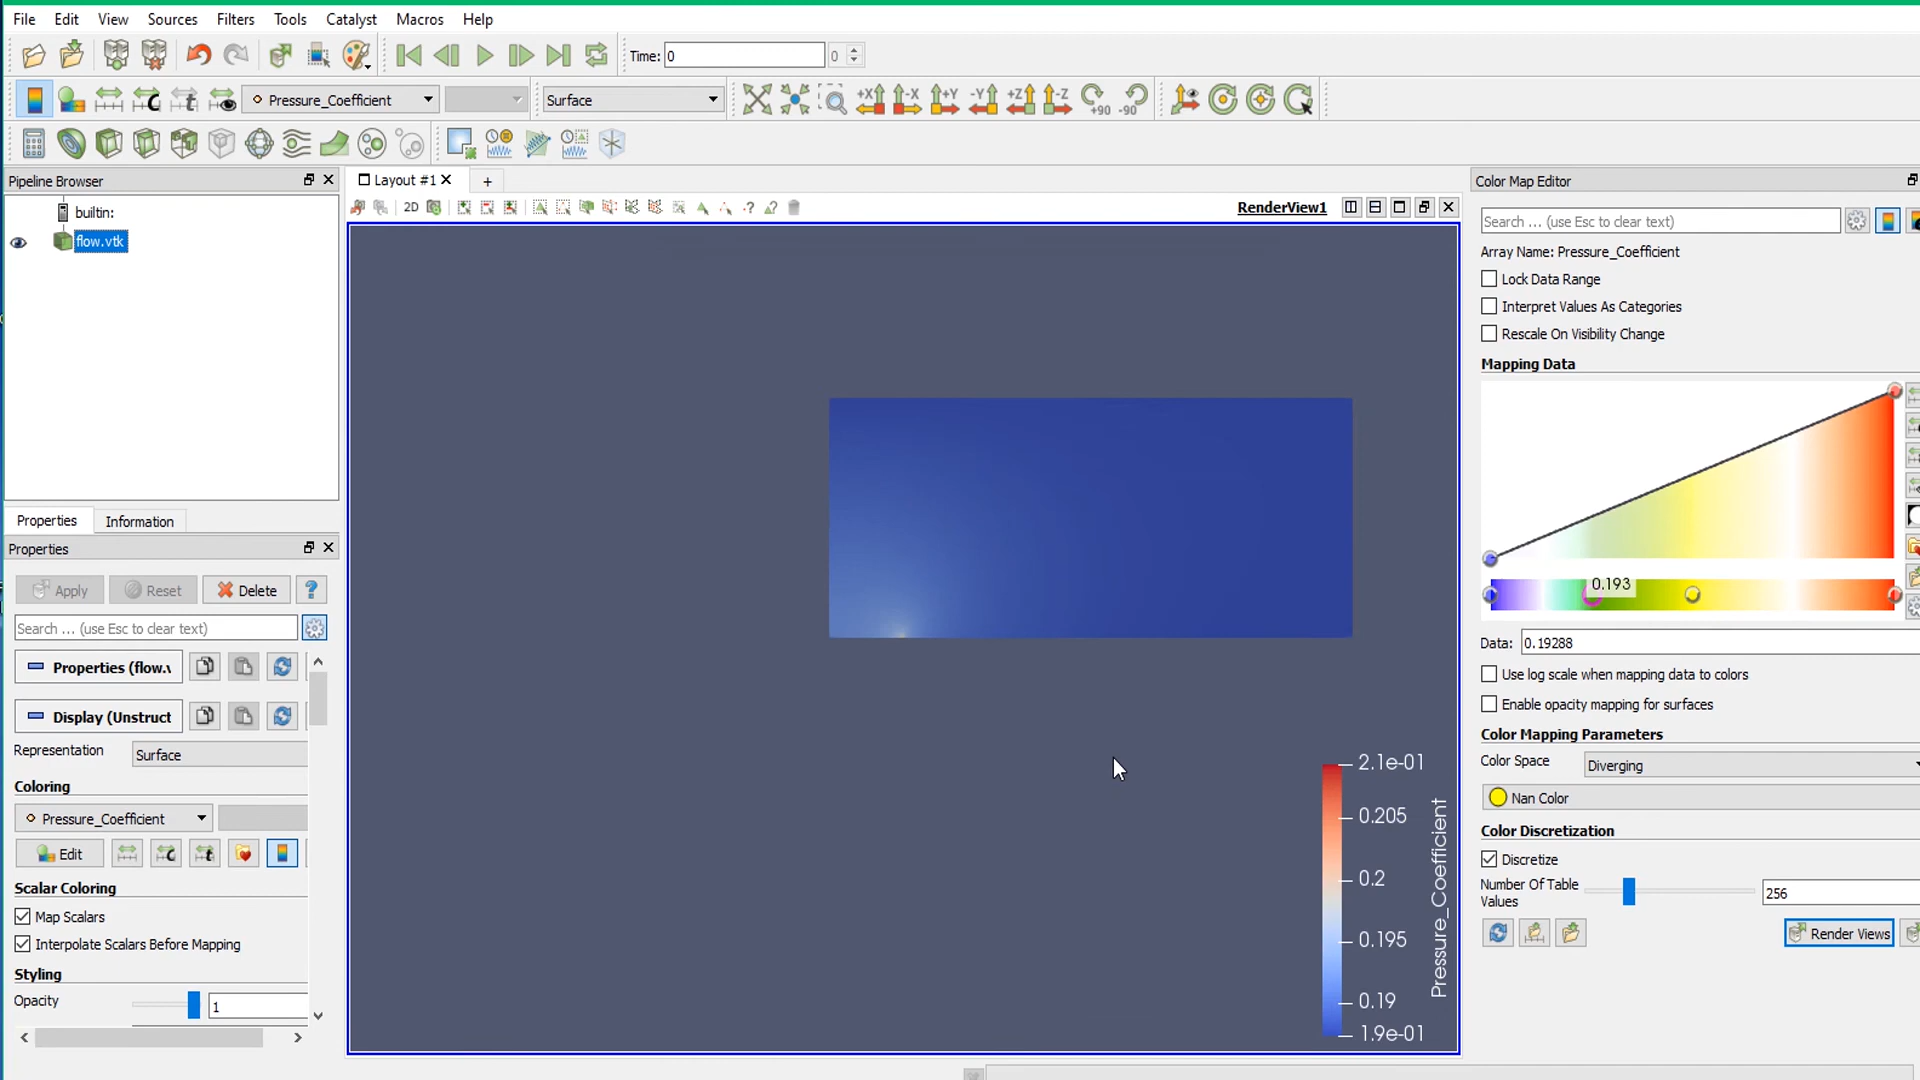 File Edit View Sources Filters Tools Catalyst Macros Help
Time: 0 0
Pressure_Coefficient Surface +X -X +Y -Y +Z -Z +90 -90
Pipeline Browser
builtin:
flow.vtk
Properties Information
Properties
Apply Reset Delete ?
Search ... (use Esc to clear text)
Properties (flow.v
Display (Unstruct
Representation Surface
Coloring
Pressure_Coefficient
Edit
Scalar Coloring
Map Scalars
Interpolate Scalars Before Mapping
Styling
Opacity 1
Layout #1 +
2D RenderView1
2.1e-01
0.205
0.2
0.195
0.19
1.9e-01
Pressure_Coefficient
Color Map Editor
Search ... (use Esc to clear text)
Array Name: Pressure_Coefficient
Lock Data Range
Interpret Values As Categories
Rescale On Visibility Change
Mapping Data
0.193
Data: 0.19288
Use log scale when mapping data to colors
Enable opacity mapping for surfaces
Color Mapping Parameters
Color Space Diverging
Nan Color
Color Discretization
Discretize
Number Of Table
Values 256
Render Views